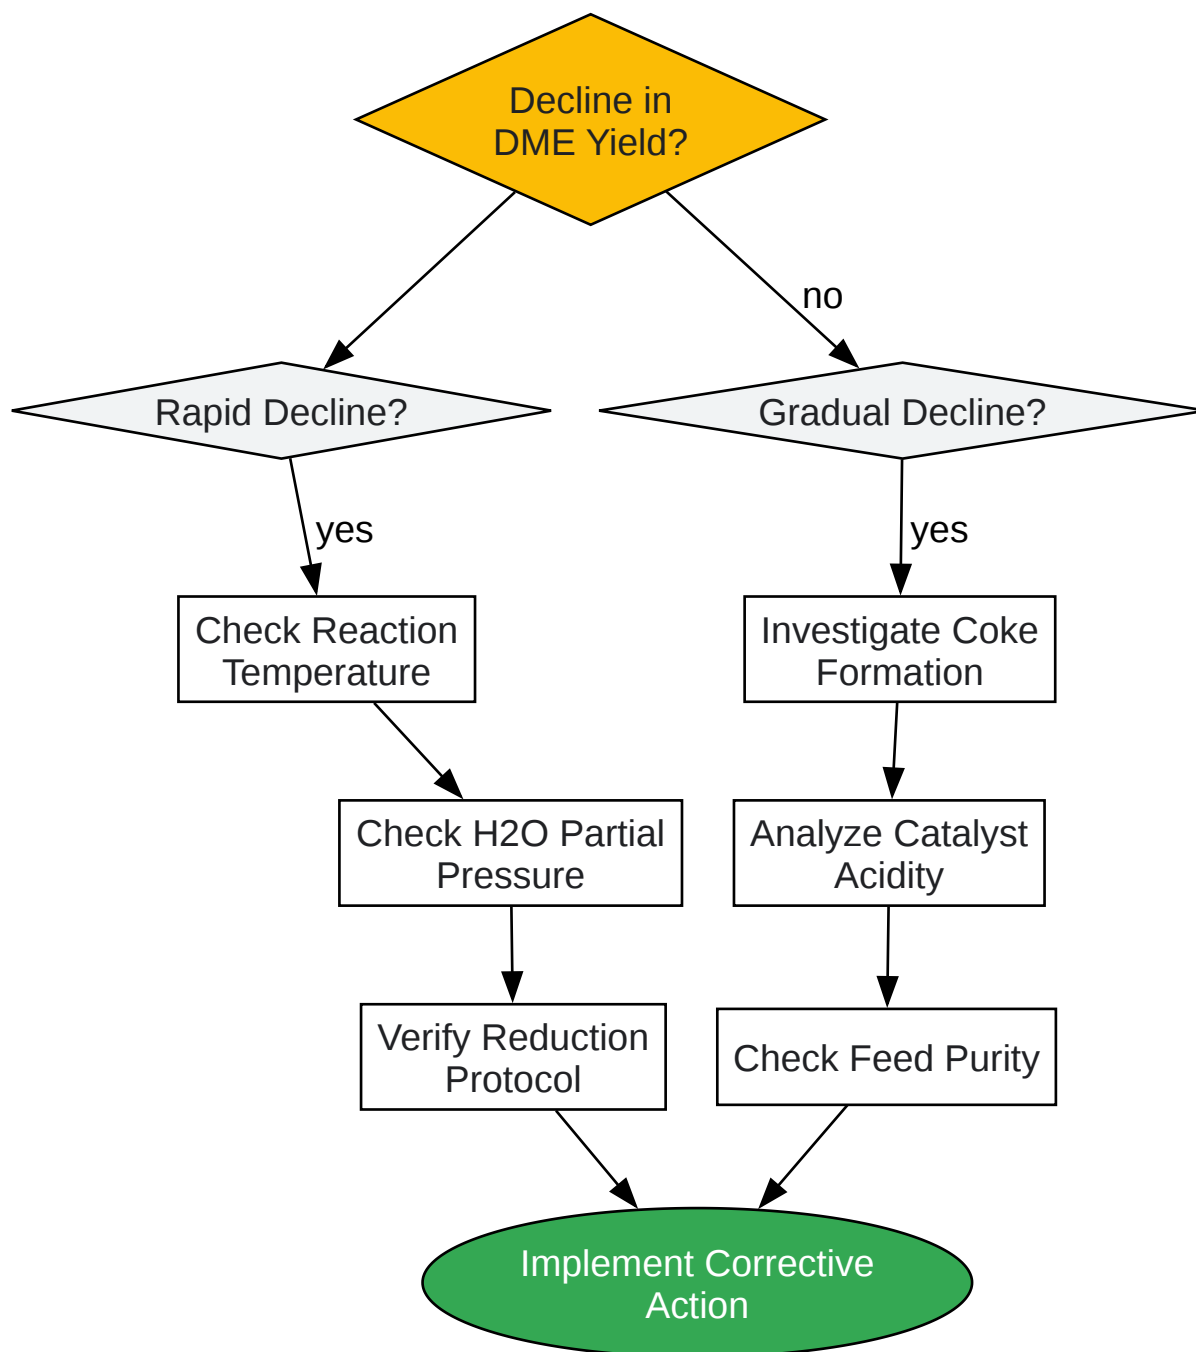 Decline in
DME Yield?
no
Rapid Decline?
Gradual Decline?
yes
yes
Check Reaction
Temperature
Investigate Coke
Formation
Check H2O Partial
Pressure
Analyze Catalyst
Acidity
Verify Reduction
Protocol
Check Feed Purity
Implement Corrective
Action